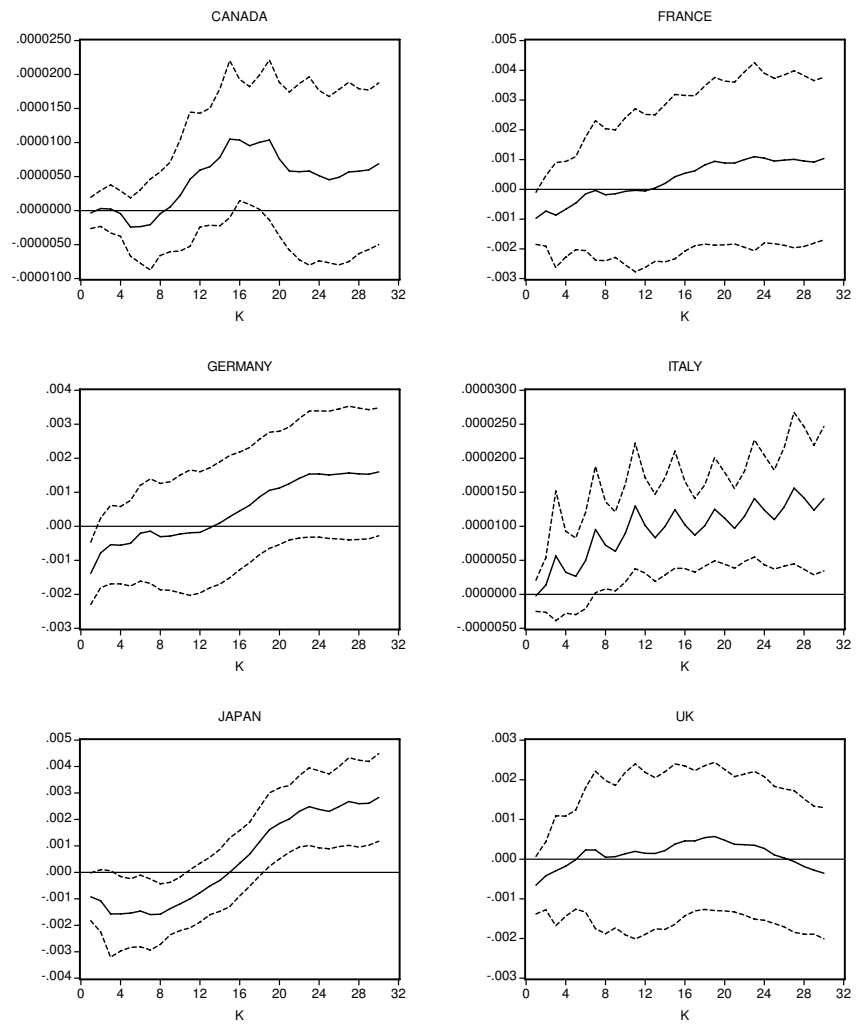 CANADA
.0000250
.0000200
.0000150
.0000100
.0000050
.0000000
-.0000050
-.0000100
0 4 8 12 16 20 24 28 32
K
FRANCE
.005
.004
.003
.002
.001
.000
-.001
-.002
-.003
0 4 8 12 16 20 24 28 32
K
GERMANY
.004
.003
.002
.001
.000
-.001
-.002
-.003
0 4 8 12 16 20 24 28 32
K
ITALY
.0000300
.0000250
.0000200
.0000150
.0000100
.0000050
.0000000
-.0000050
0 4 8 12 16 20 24 28 32
K
JAPAN
.005
.004
.003
.002
.001
.000
-.001
-.002
-.003
-.004
0 4 8 12 16 20 24 28 32
K
UK
.003
.002
.001
.000
-.001
-.002
-.003
0 4 8 12 16 20 24 28 32
K